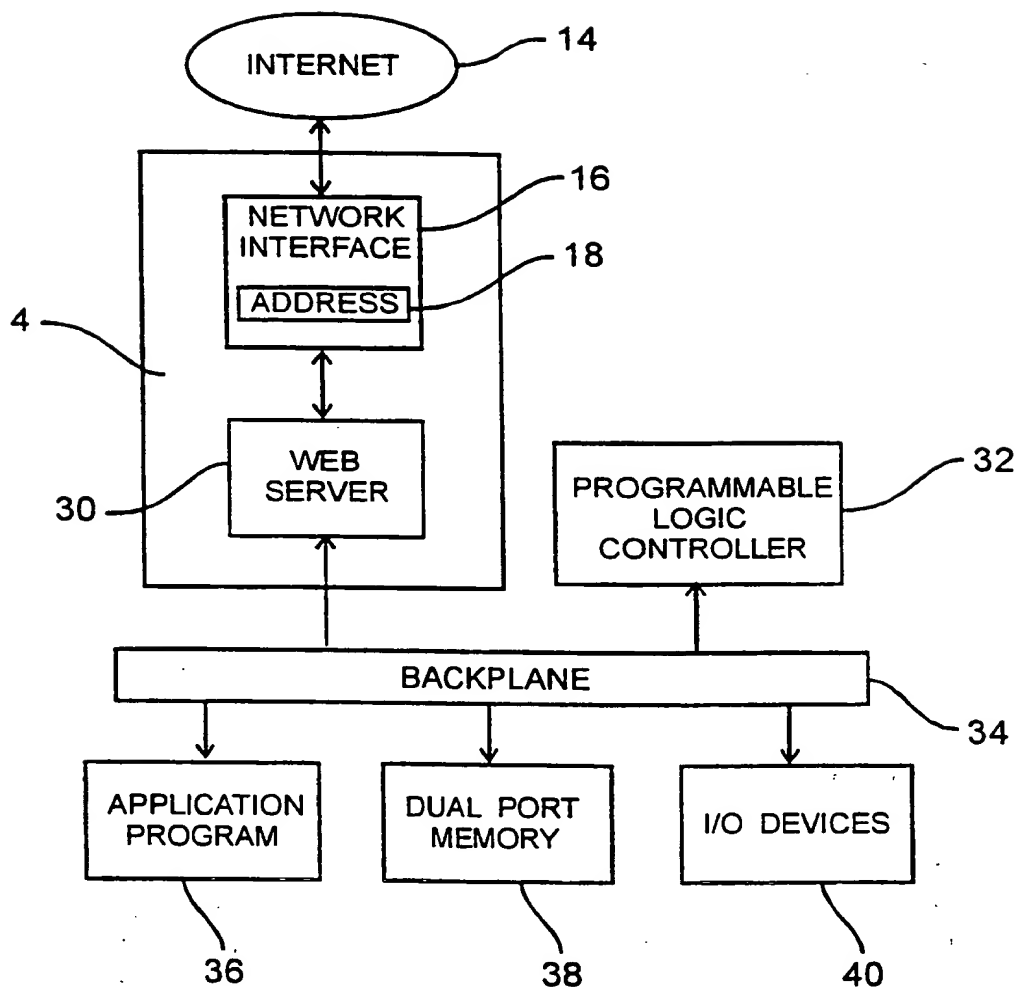 INTERNET
14
NETWORK
INTERFACE
16
ADDRESS
18
4
WEB
SERVER
30
PROGRAMMABLE
LOGIC
CONTROLLER
32
BACKPLANE
34
APPLICATION
PROGRAM
DUAL PORT
MEMORY
I/O DEVICES
36
38
40